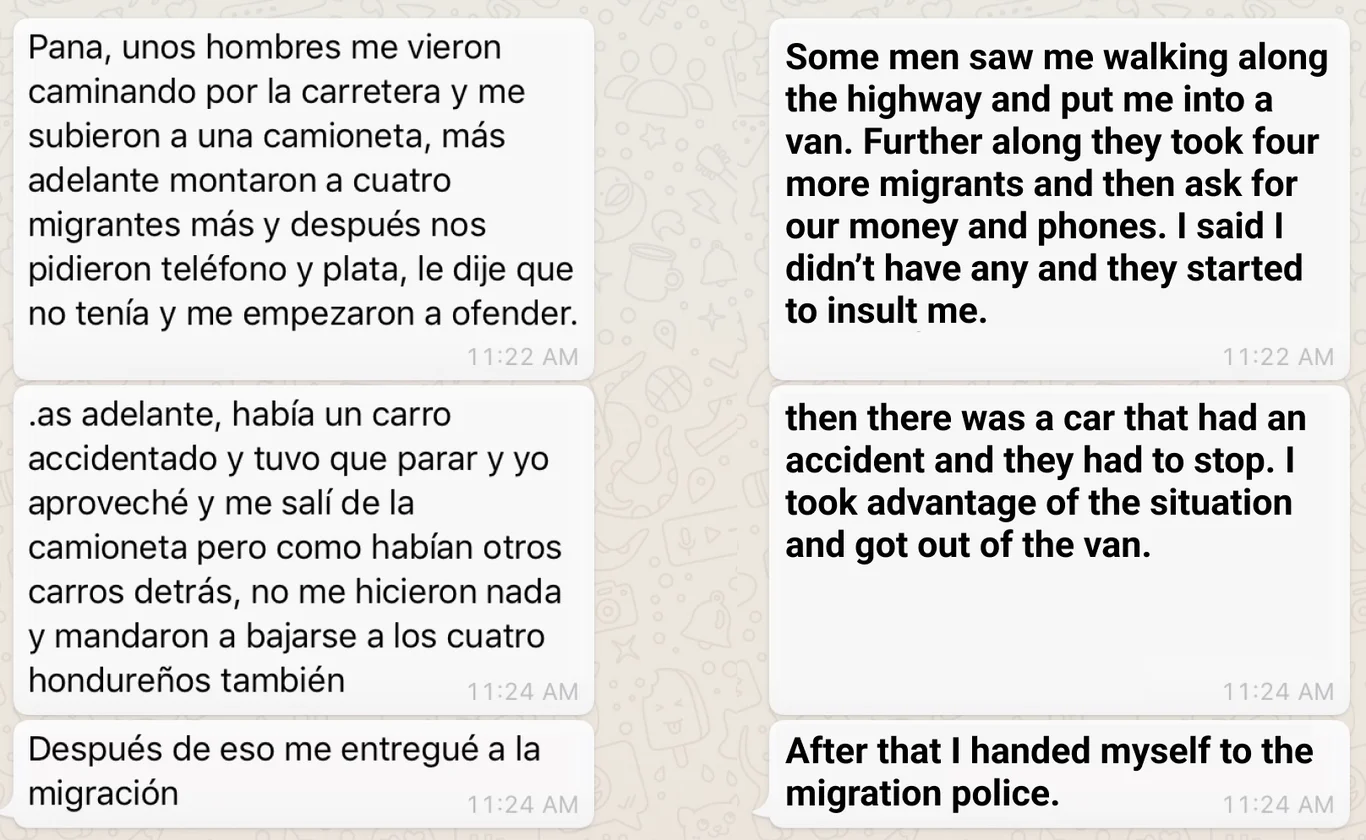 Pana, unos hombres me vieron
caminando por la carretera y me
subieron a una camioneta, más
adelante montaron a cuatro
migrantes más y después nos
pidieron teléfono y plata, le dije que
no tenía y me empezaron a ofender.
11:22 AM
.as adelante, había un carro
accidentado y tuvo que parar y yo
aproveché y me salí de la
camioneta pero como habían otros
carros detrás, no me hicieron nada
y mandaron a bajarse a los cuatro
hondureños también
11:24 AM
Después de eso me entregué a la
migración
11:24 AM
Some men saw me walking along
the highway and put me into a
van. Further along they took four
more migrants and then ask for
our money and phones. I said I
didn’t have any and they started
to insult me.
11:22 AM
then there was a car that had an
accident and they had to stop. I
took advantage of the situation
and got out of the van.
11:24 AM
After that I handed myself to the
migration police.
11:24 AM